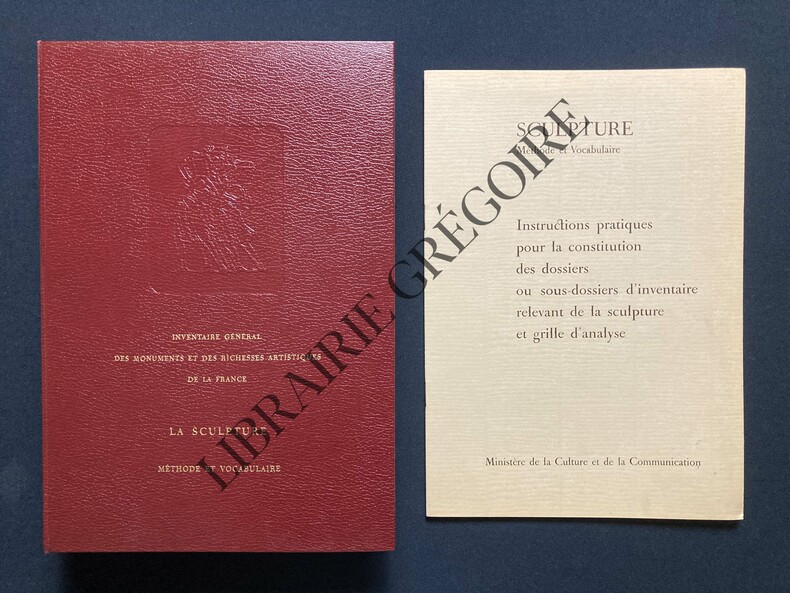 INVENTAIRE GÉNÉRAL
DES MONUMENTS ET DES RICHESSES ARTISTIQUES
DE LA FRANCE
LA SCULPTURE
MÉTHODE ET VOCABULAIRE
SCULPTURE
Méthode et Vocabulaire
Instructions pratiques
pour la constitution
des dossiers
ou sous-dossiers d'inventaire
relevant de la sculpture
et grille d'analyse
Ministère de la Culture et de la Communication
LIBRAIRIE GRÉGOIRE